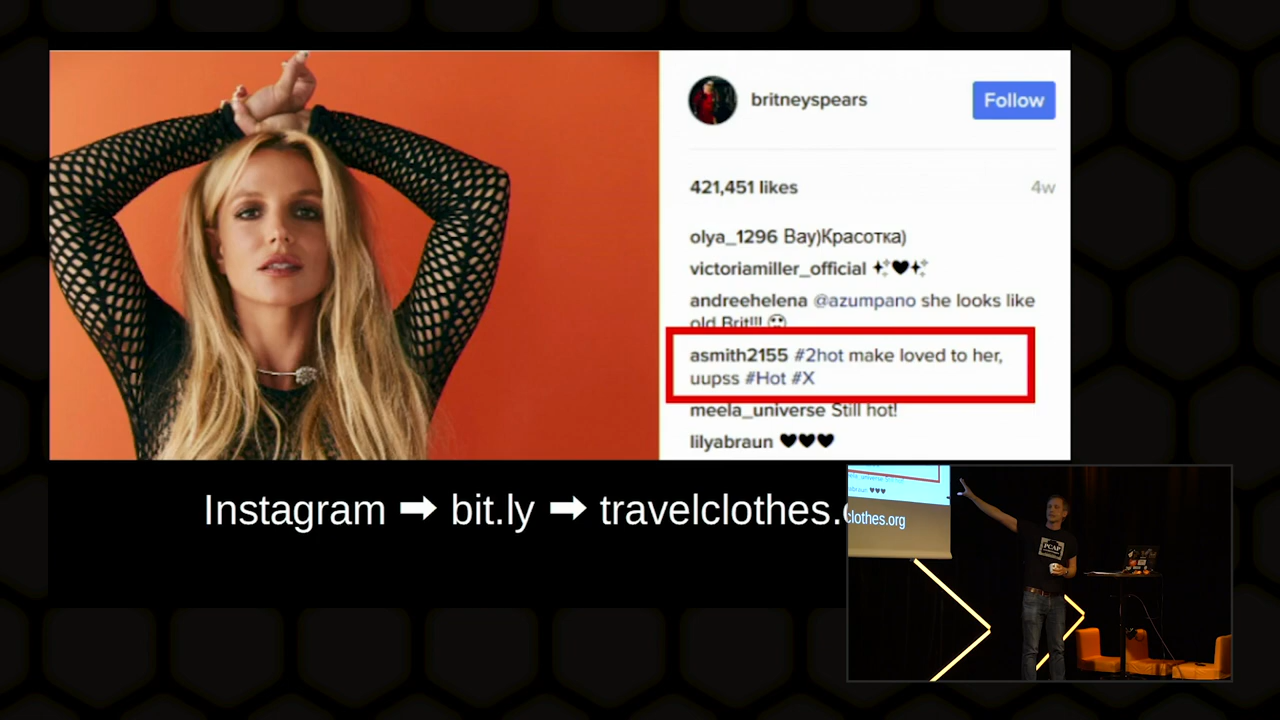 britneyspears
Follow
421,451 likes
4w
olya_1296 Вау)Красотка)
victoriamiller_official ✨🖤✨
andreehelena @azumpano she looks like
old Brit!!!
asmith2155 #2hot make loved to her,
uupss #Hot #X
meela_universe Still hot!
lilyabraun 🖤🖤🖤
Instagram ➡ bit.ly ➡ travelclothes.
clothes.org
PCAP